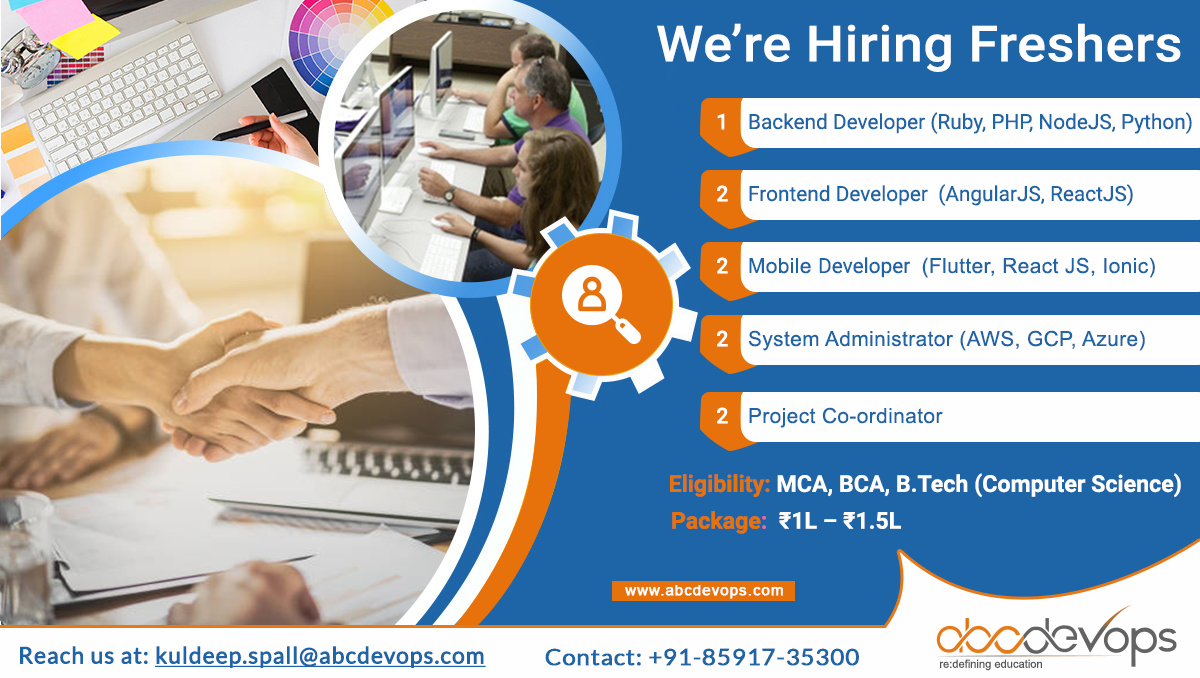 We're Hiring Freshers
1 Backend Developer (Ruby, PHP, NodeJS, Python)
2 Frontend Developer (AngularJS, ReactJS)
2 Mobile Developer (Flutter, React JS, Ionic)
2 System Administrator (AWS, GCP, Azure)
2 Project Co-ordinator
Eligibility: MCA, BCA, B.Tech (Computer Science)
Package: ₹1L – ₹1.5L
www.abcdevops.com
abcdevops
re:defining education
Reach us at: kuldeep.spall@abcdevops.com
Contact: +91-85917-35300